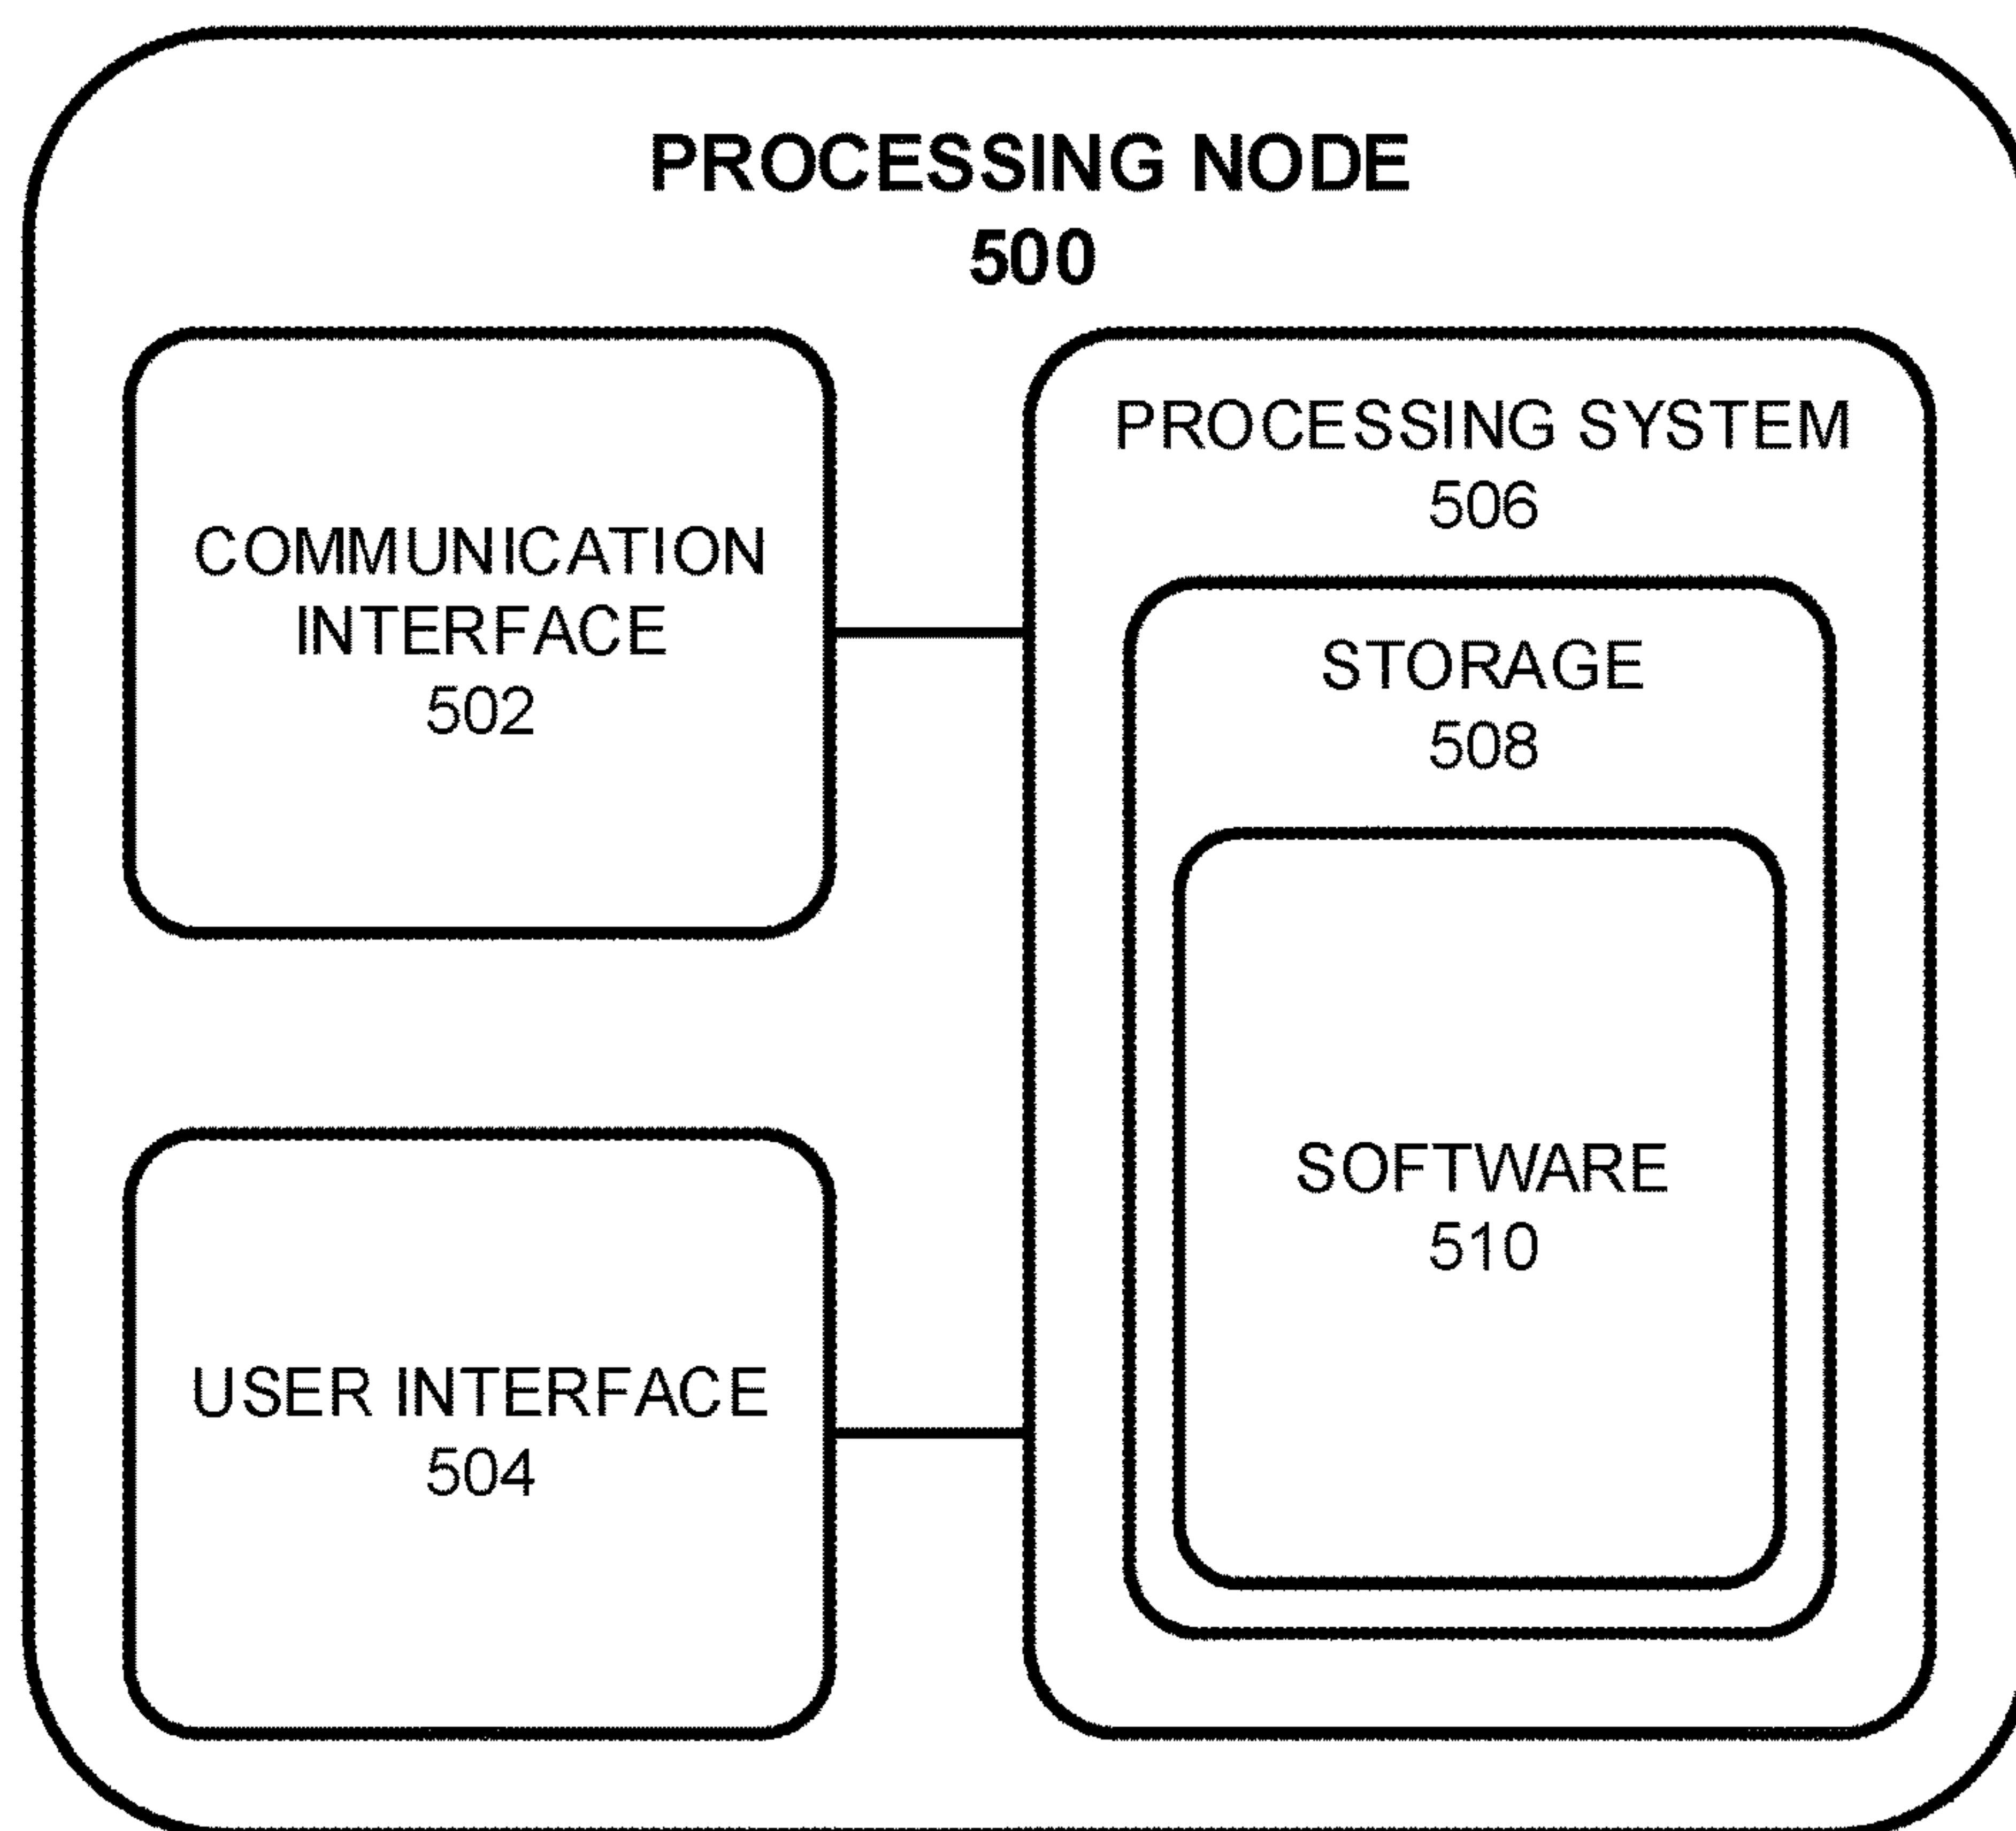 PROCESSING NODE
500
COMMUNICATION
INTERFACE
502
USER INTERFACE
504
PROCESSING SYSTEM
506
STORAGE
508
SOFTWARE
510